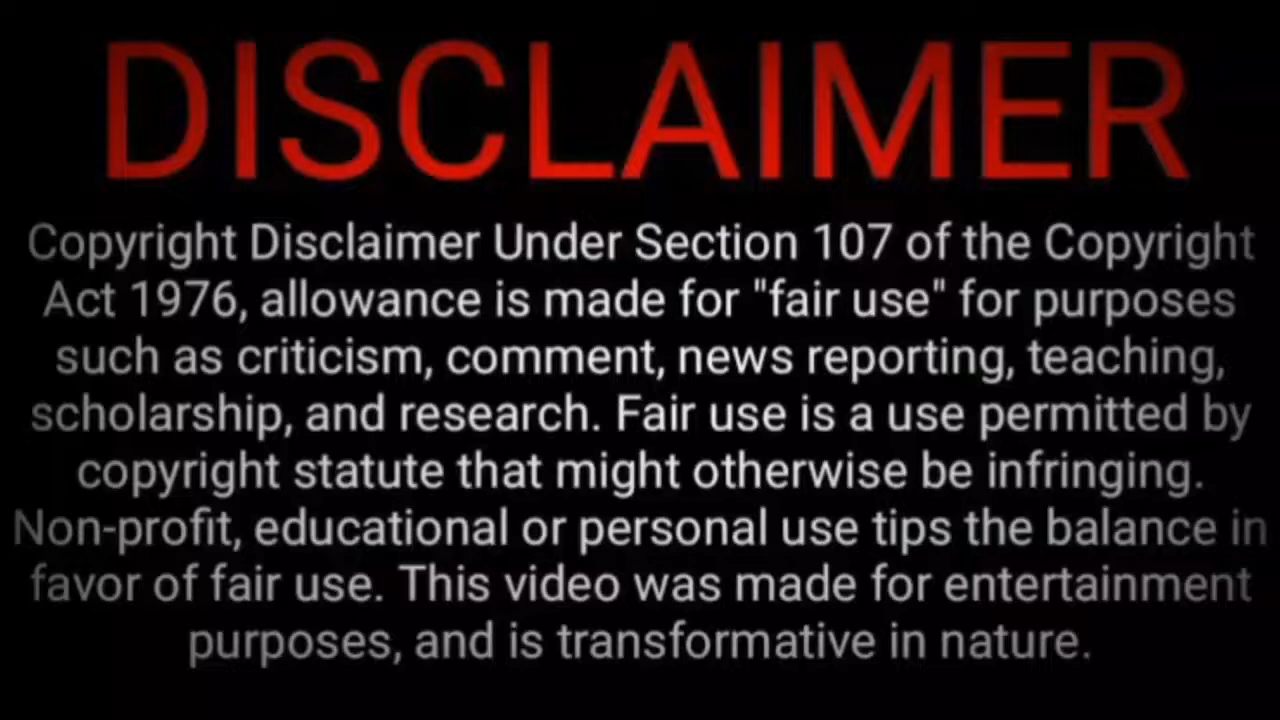 DISCLAIMER
Copyright Disclaimer Under Section 107 of the Copyright
Act 1976, allowance is made for "fair use" for purposes
such as criticism, comment, news reporting, teaching,
scholarship, and research. Fair use is a use permitted by
copyright statute that might otherwise be infringing.
Non-profit, educational or personal use tips the balance in
favor of fair use. This video was made for entertainment
purposes, and is transformative in nature.